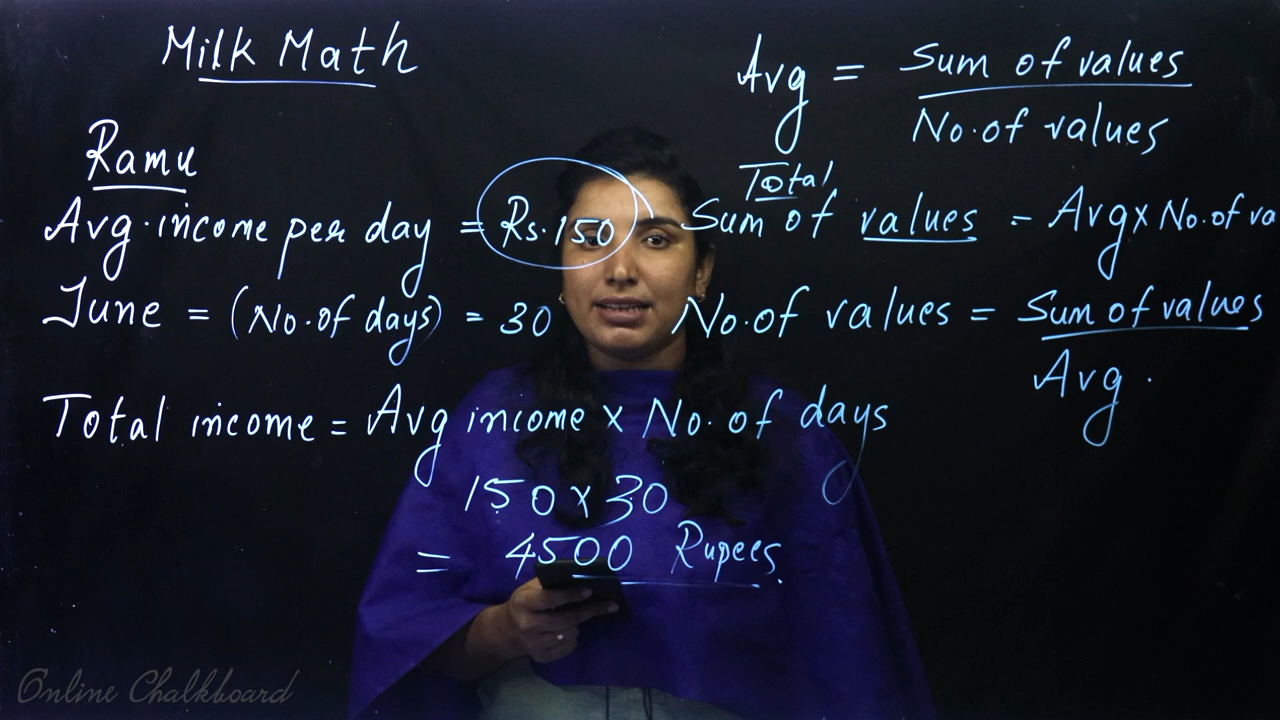 Milk Math
Avg = Sum of values
No. of values
Ramu
Avg. income per day = Rs. 150
Total
Sum of values = Avg x No. of va
June = (No. of days) = 30
No. of values = Sum of values
Avg.
Total income = Avg income x No. of days
150 x 30
= 4500 Rupees.
Online Chalkboard